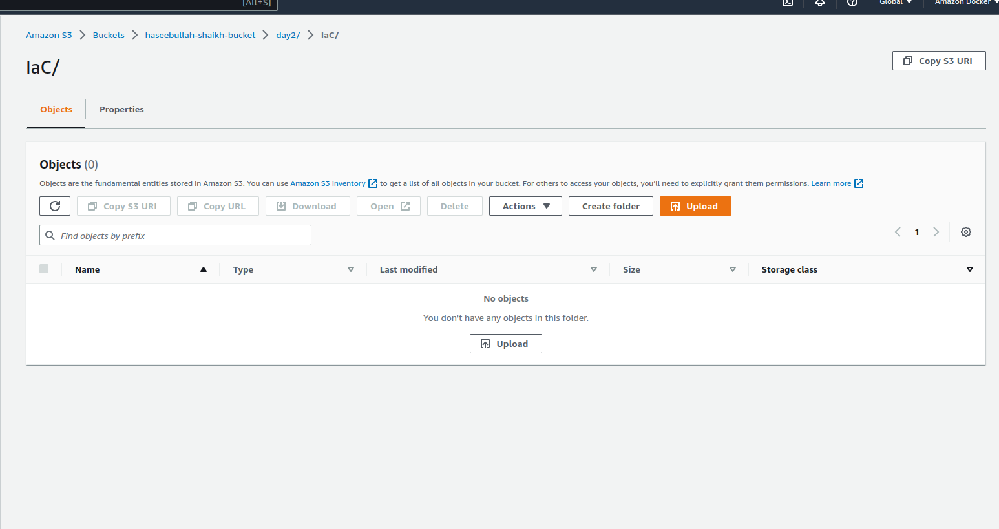 [Alt+S]
Global
Amazon Docker
Amazon S3 Buckets haseebullah-shaikh-bucket day2/ IaC/
IaC/
Copy S3 URI
Objects Properties
Objects (0)
Objects are the fundamental entities stored in Amazon S3. You can use Amazon S3 inventory to get a list of all objects in your bucket. For others to access your objects, you'll need to explicitly grant them permissions. Learn more
Copy S3 URI Copy URL Download Open Delete Actions Create folder Upload
Find objects by prefix
1
Name Type Last modified Size Storage class
No objects
You don't have any objects in this folder.
Upload